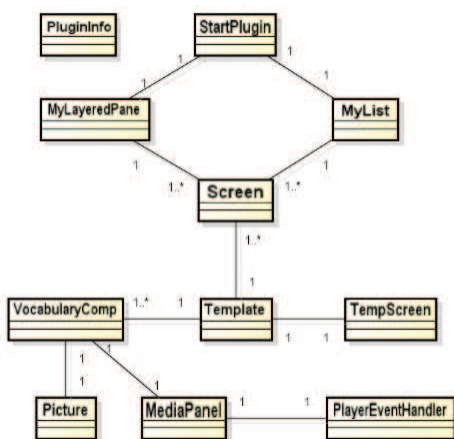 PluginInfo
StartPlugin
1
1
1
1
MyLayeredPane
MyList
1
1
1..*
1..*
Screen
1..*
1
1..*
1
VocabularyComp
Template
TempScreen
1
1
1
1
1
1
1
1
Picture
MediaPanel
PlayerEventHandler